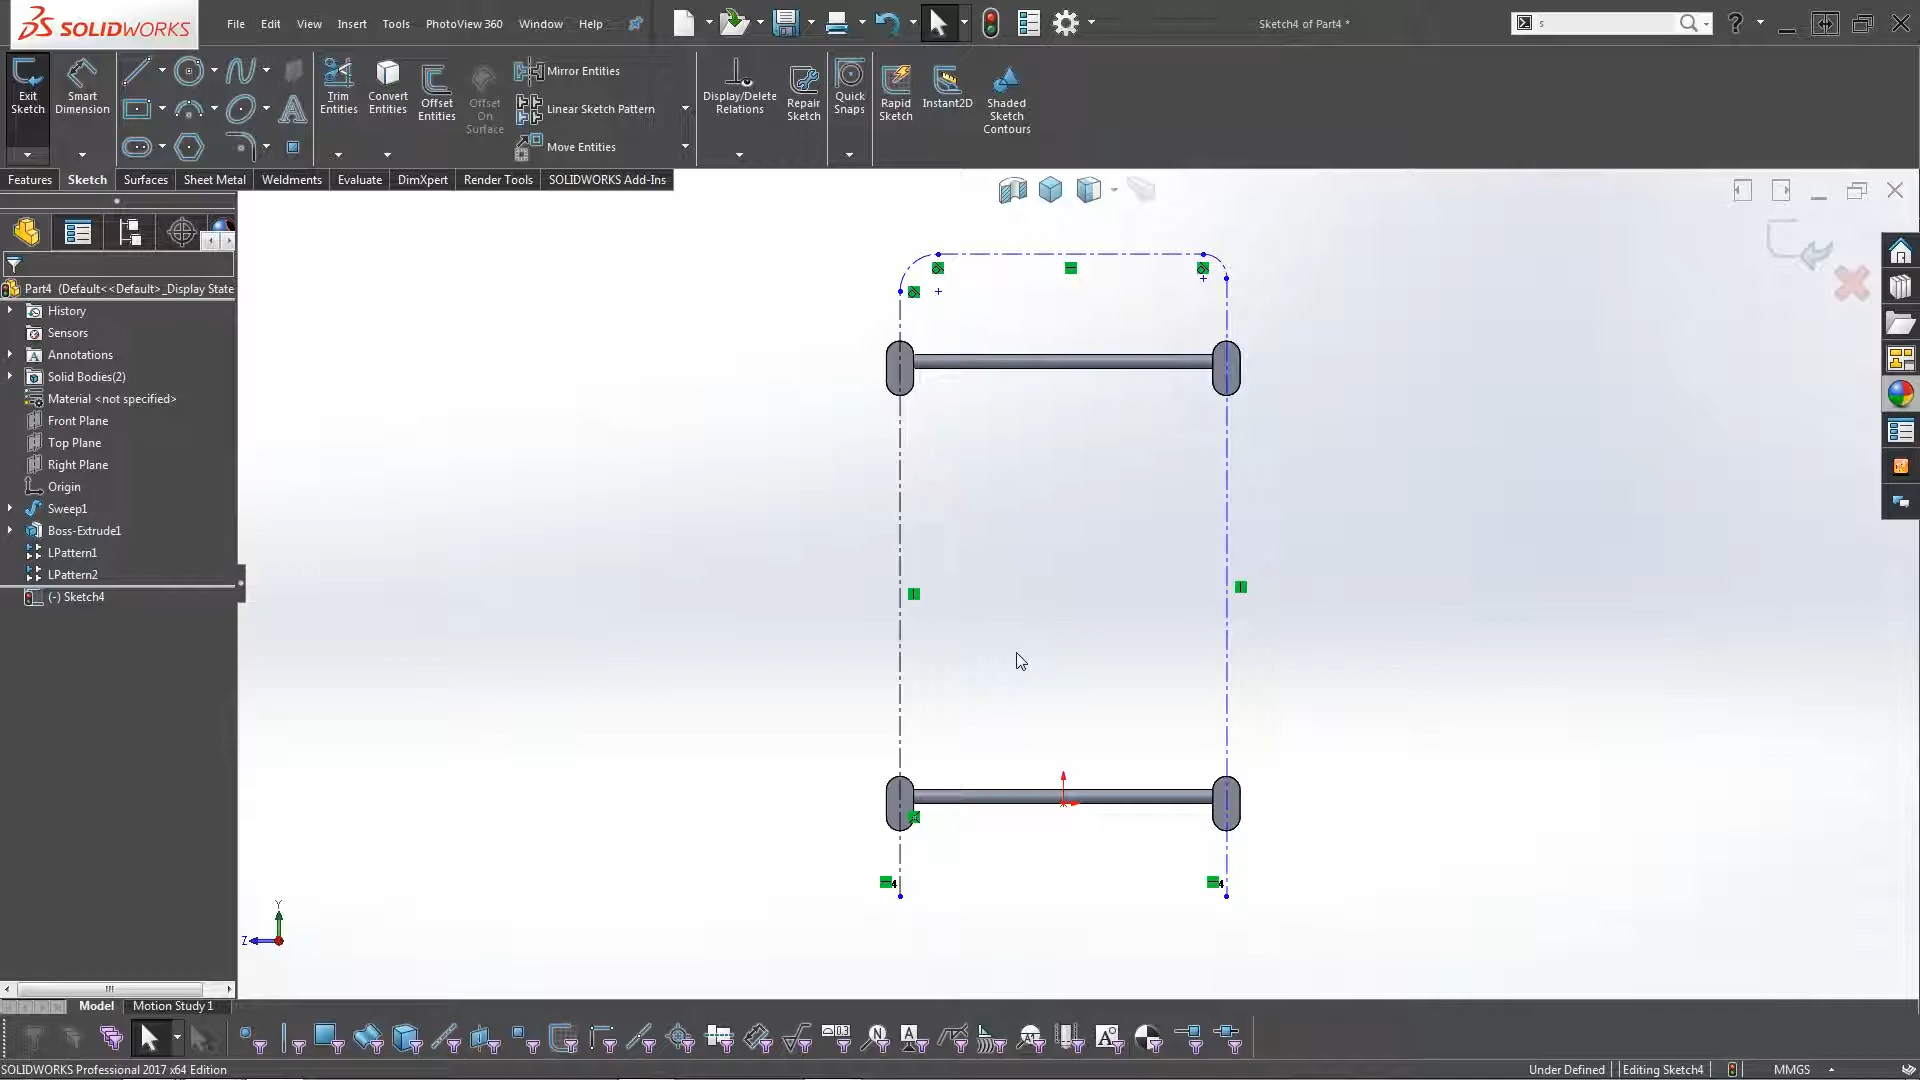 SOLIDWORKS
File Edit View Insert Tools PhotoView 360 Window Help
Sketch4 of Part4 *
s
?
Exit Sketch
Smart Dimension
Trim Entities
Convert Entities
Offset Entities
Offset On Surface
Mirror Entities
Linear Sketch Pattern
Move Entities
Display/Delete Relations
Repair Sketch
Quick Snaps
Rapid Sketch
Instant2D
Shaded Sketch Contours
Features Sketch Surfaces Sheet Metal Weldments Evaluate DimXpert Render Tools SOLIDWORKS Add-Ins
Part4 (Default<<Default>_Display State
History
Sensors
Annotations
Solid Bodies(2)
Material <not specified>
Front Plane
Top Plane
Right Plane
Origin
Sweep1
Boss-Extrude1
LPattern1
LPattern2
(-) Sketch4
4 4
Y
Z
Model Motion Study 1
SOLIDWORKS Professional 2017 x64 Edition
Under Defined Editing Sketch4 MMGS